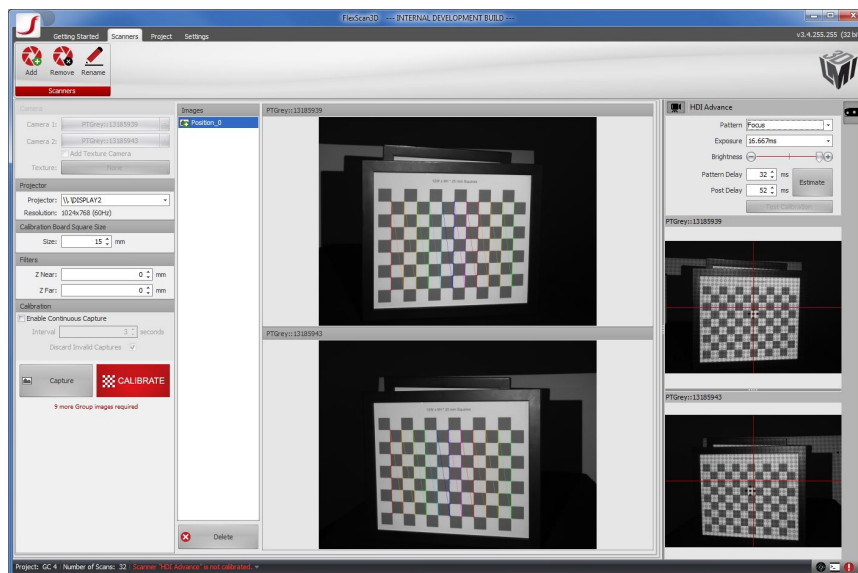 FlexScan3D --- INTERNAL DEVELOPMENT BUILD ---
Getting Started Scanners Project Settings
v3.4.255.255 (32 bi
Add Remove Rename
Scanners
3D
LMI
Camera
Camera 1: PTGrey::13185939
Camera 2: PTGrey::13185943
Add Texture Camera
Texture: None
Projector
Projector: \\.\DISPLAY2
Resolution: 1024x768 (60Hz)
Calibration Board Square Size
Size: 15 mm
Filters
Z Near: 0 mm
Z Far: 0 mm
Calibration
Enable Continuous Capture
Interval 3 seconds
Discard Invalid Captures
Capture CALIBRATE
9 more Group images required
Images
Position_0
Delete
PTGrey::13185939
PTGrey::13185943
HDI Advance
Pattern Focus
Exposure 16.667ms
Brightness
Pattern Delay 32 ms
Post Delay 52 ms
Estimate
Test Calibration
PTGrey::13185939
PTGrey::13185943
Project: GC 4 Number of Scans: 32 Scanner "HDI Advance" is not calibrated.